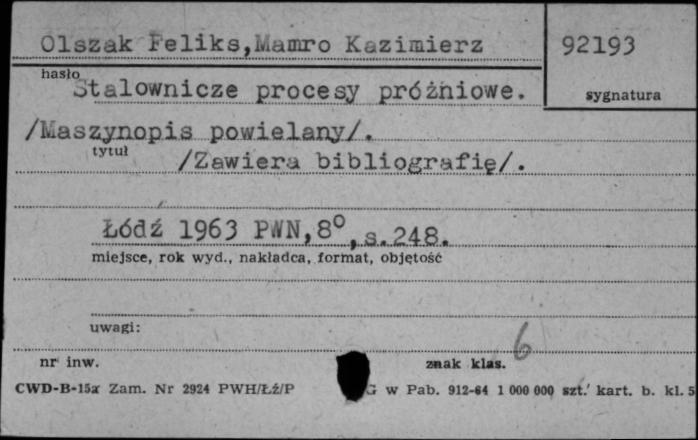 Olszak Feliks,Mamro Kazimierz
92193
hasło
sygnatura
Stalownicze procesy próżniowe.
/Maszynopis powielany/.
tytuł
/Zawiera bibliografię/.
Łódź 1963 PWN,8°,s.248.
miejsce, rok wyd., nakładca, format, objętość
uwagi:
6
nr inw.
znak klas.
CWD-B-15a Zam. Nr 2924 PWH/Łź/P
G w Pab. 912-64 1 000 000 szt. kart. b. kl. 5